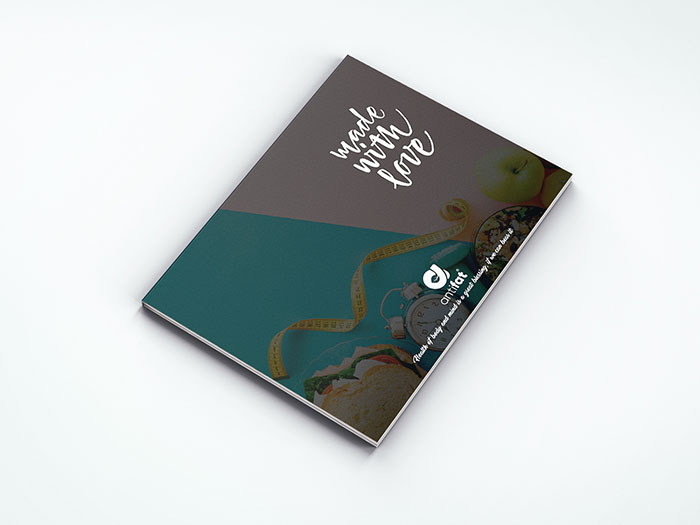 made
with
love
antifat®
Health of body and mind is a great blessing, if we can bear it